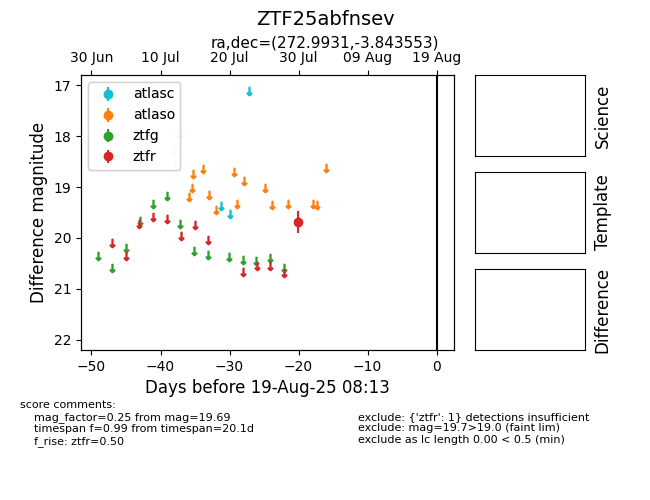 ZTF25abfnsev
ra,dec=(272.9931,-3.843553)
30 Jun 10 Jul 20 Jul 30 Jul 09 Aug 19 Aug
17
18
19
20
21
22
Difference magnitude
atlasc
atlaso
ztfg
ztfr
−50 −40 −30 −20 −10 0
Days before 19-Aug-25 08:13
Science
Template
Difference
score comments:
mag_factor=0.25 from mag=19.69
timespan f=0.99 from timespan=20.1d
f_rise: ztfr=0.50
exclude: {'ztfr': 1} detections insufficient
exclude: mag=19.7>19.0 (faint lim)
exclude as lc length 0.00 < 0.5 (min)